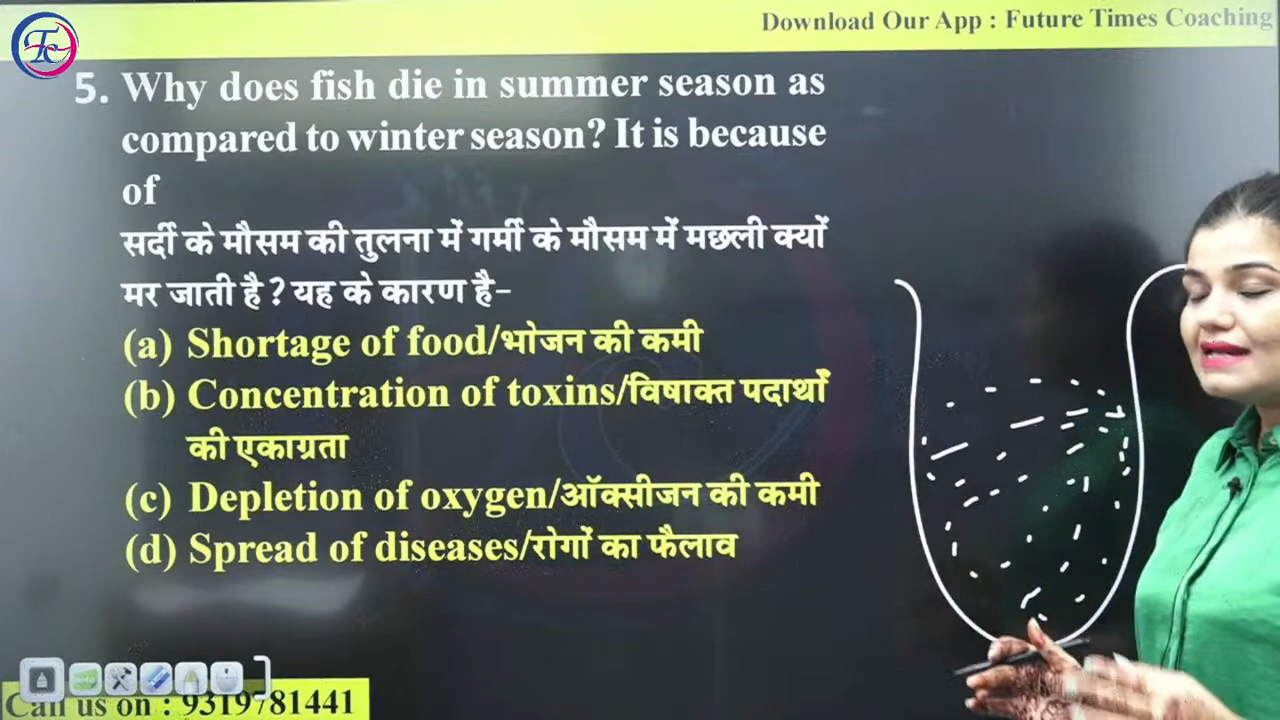 Tc
Download Our App : Future Times Coaching
5. Why does fish die in summer season as
compared to winter season? It is because
of
सर्दी के मौसम की तुलना में गर्मी के मौसम में मछली क्यों
मर जाती है ? यह के कारण है-
(a) Shortage of food/भोजन की कमी
(b) Concentration of toxins/विषाक्त पदार्थों
की एकाग्रता
(c) Depletion of oxygen/ऑक्सीजन की कमी
(d) Spread of diseases/रोगों का फैलाव
Call us on : 9319781441